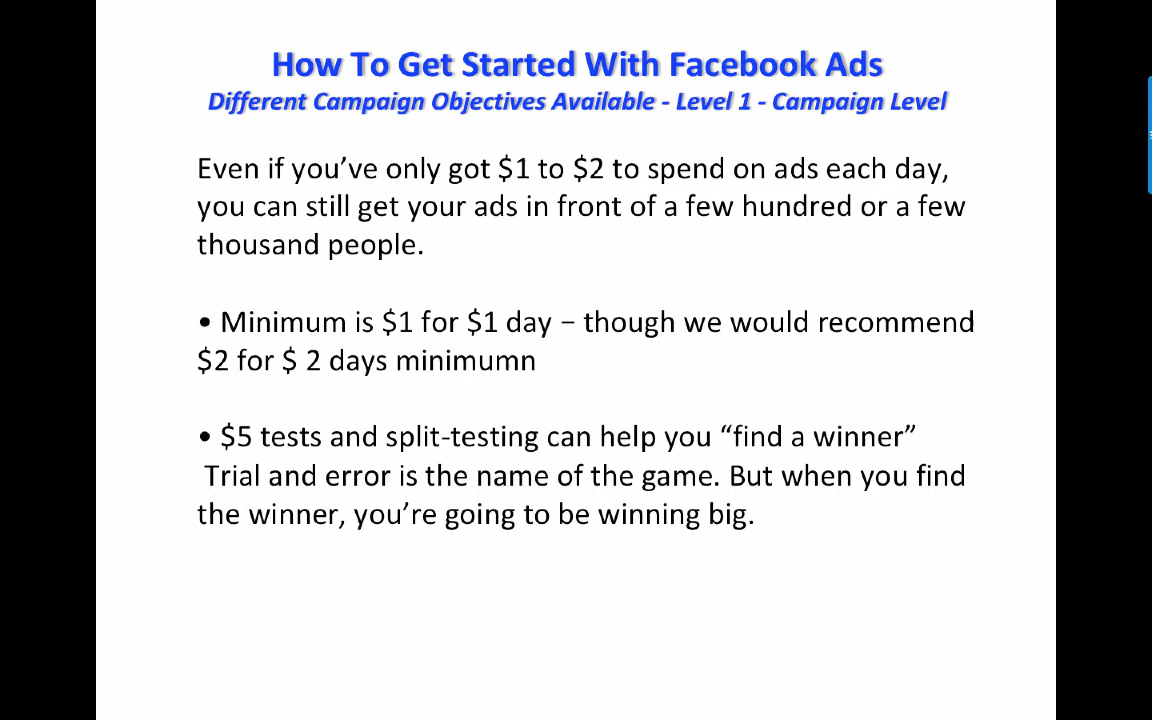 How To Get Started With Facebook Ads
Different Campaign Objectives Available - Level 1 - Campaign Level
Even if you’ve only got $1 to $2 to spend on ads each day,
you can still get your ads in front of a few hundred or a few
thousand people.
• Minimum is $1 for $1 day – though we would recommend
$2 for $ 2 days minimumn
• $5 tests and split-testing can help you “find a winner”
Trial and error is the name of the game. But when you find
the winner, you’re going to be winning big.